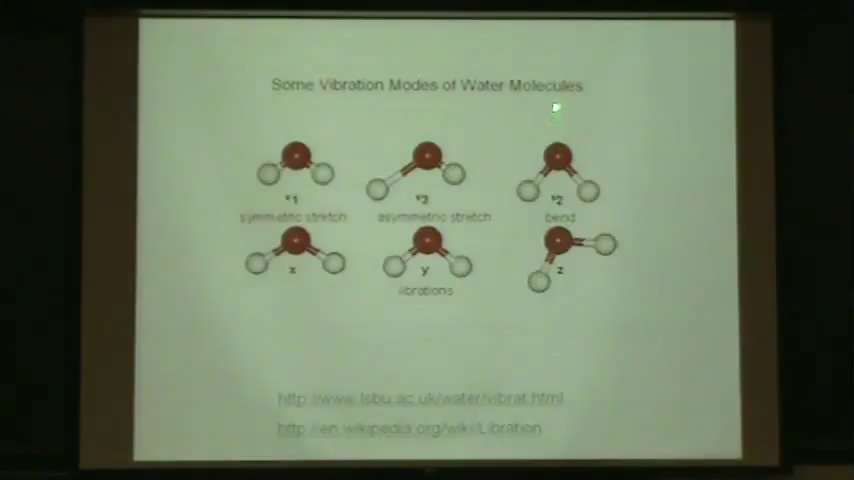 Some Vibration Modes of Water Molecules
v1 v3 v2
symmetric stretch asymmetric stretch bend
x y z
librations
http://www.lsbu.ac.uk/water/vibrat.html
http://en.wikipedia.org/wiki/Libration